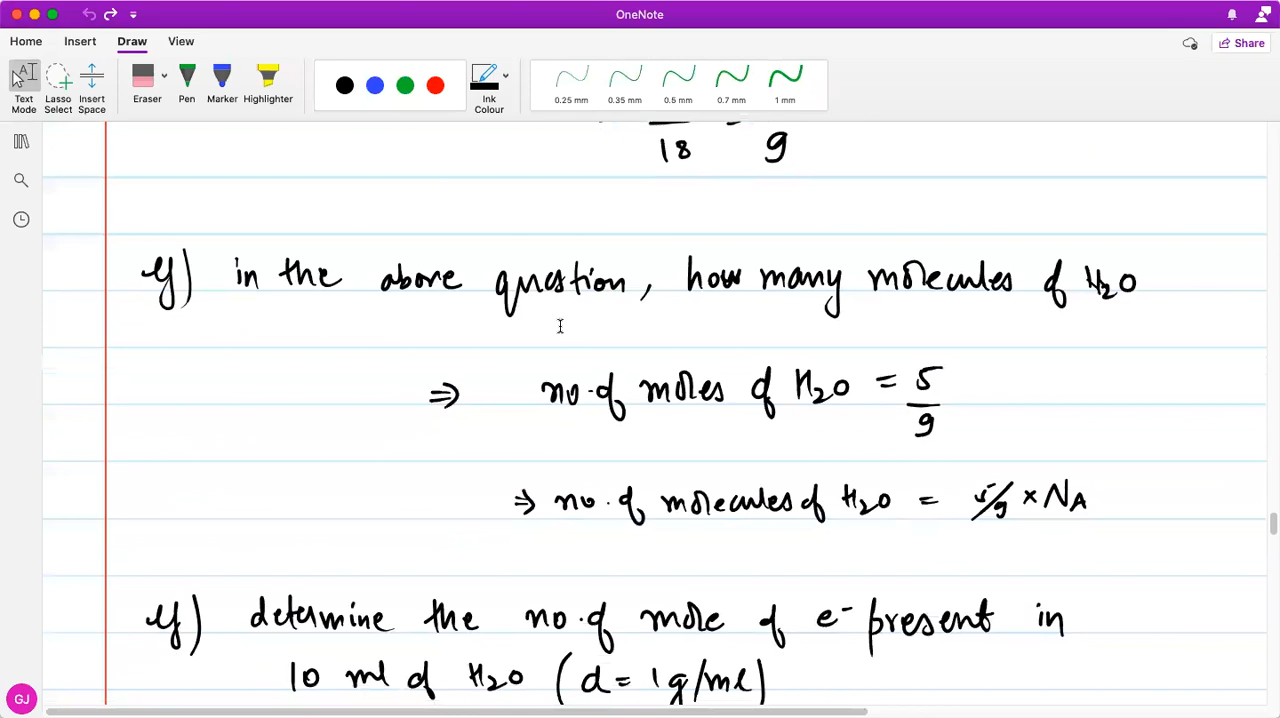 OneNote
Home Insert Draw View
Share
Text Mode
Lasso Select
Insert Space
Eraser
Pen
Marker
Highlighter
Ink Colour
0.25 mm
0.35 mm
0.5 mm
0.7 mm
1 mm
18 9
eg) in the above question, how many molecules of H2O
⇒ no. of moles of H2O = 5/9
⇒ no. of molecules of H2O = 5/9 × NA
eg) determine the no. of mole of e⁻ present in
10 ml of H2O (d = 1g/ml)
GJ